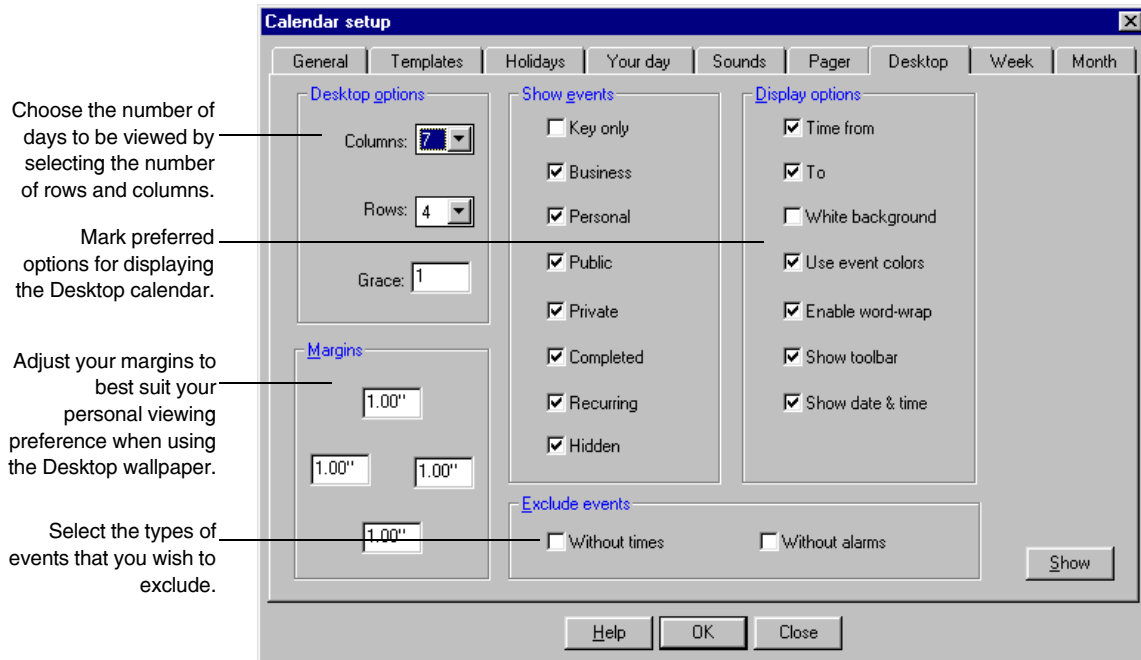 Calendar setup
General
Templates
Holidays
Your day
Sounds
Pager
Desktop
Week
Month
Choose the number of
days to be viewed by
selecting the number
of rows and columns.
Mark preferred
options for displaying
the Desktop calendar.
Adjust your margins to
best suit your
personal viewing
preference when using
the Desktop wallpaper.
Select the types of
events that you wish to
exclude.
Desktop options
Columns: 7
Rows: 4
Grace: 1
Margins
1.00"
1.00" 1.00"
1.00"
Show events
Key only
Business
Personal
Public
Private
Completed
Recurring
Hidden
Display options
Time from
To
White background
Use event colors
Enable word-wrap
Show toolbar
Show date & time
Exclude events
Without times
Without alarms
Show
Help
OK
Close